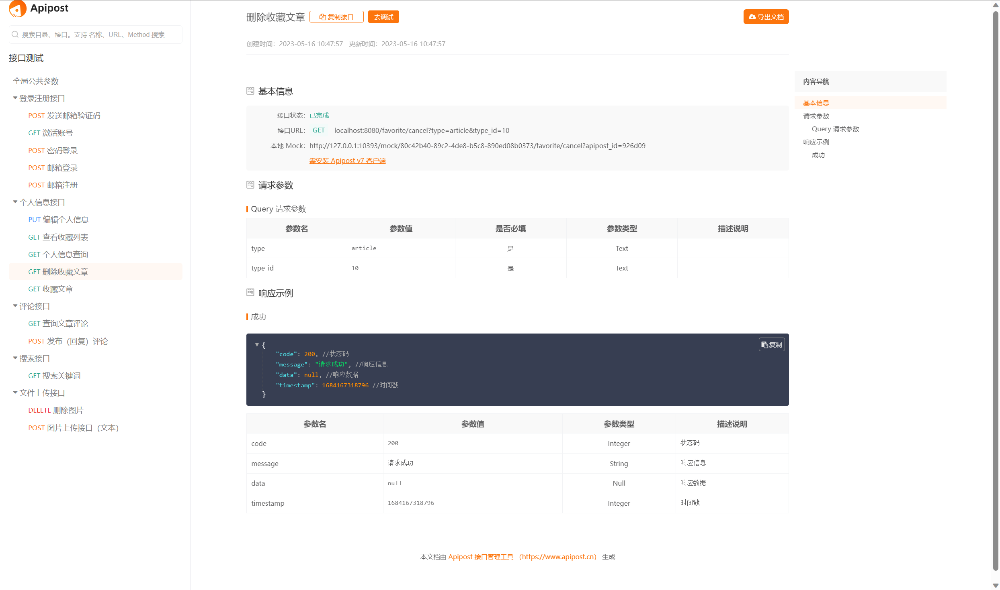 Apipost
搜索目录、接口。支持 名称、URL、Method 搜索
接口测试
全局公共参数
登录注册接口
POST 发送邮箱验证码
GET 激活账号
POST 密码登录
POST 邮箱登录
POST 邮箱注册
个人信息接口
PUT 编辑个人信息
GET 查看收藏列表
GET 个人信息查询
GET 删除收藏文章
GET 收藏文章
评论接口
GET 查询文章评论
POST 发布（回复）评论
搜索接口
GET 搜索关键词
文件上传接口
DELETE 删除图片
POST 图片上传接口（文本）
删除收藏文章 复制接口 去调试 导出文档
创建时间：2023-05-16 10:47:57 更新时间：2023-05-16 10:47:57
基本信息
接口状态： 已完成
接口URL： GET localhost:8080/favorite/cancel?type=article&type_id=10
本地 Mock： http://127.0.0.1:10393/mock/80c42b40-89c2-4de8-b5c8-890ed08b0373/favorite/cancel?apipost_id=926d09
需安装 Apipost v7 客户端
请求参数
Query 请求参数
参数名 参数值 是否必填 参数类型 描述说明
type article 是 Text
type_id 10 是 Text
响应示例
成功
{
"code": 200, //状态码
"message": "请求成功", //响应信息
"data": null, //响应数据
"timestamp": 1684167318796 //时间戳
}
复制
参数名 参数值 参数类型 描述说明
code 200 Integer 状态码
message 请求成功 String 响应信息
data null Null 响应数据
timestamp 1684167318796 Integer 时间戳
本文档由 Apipost 接口管理工具 （https://www.apipost.cn） 生成
内容导航
基本信息
请求参数
Query 请求参数
响应示例
成功